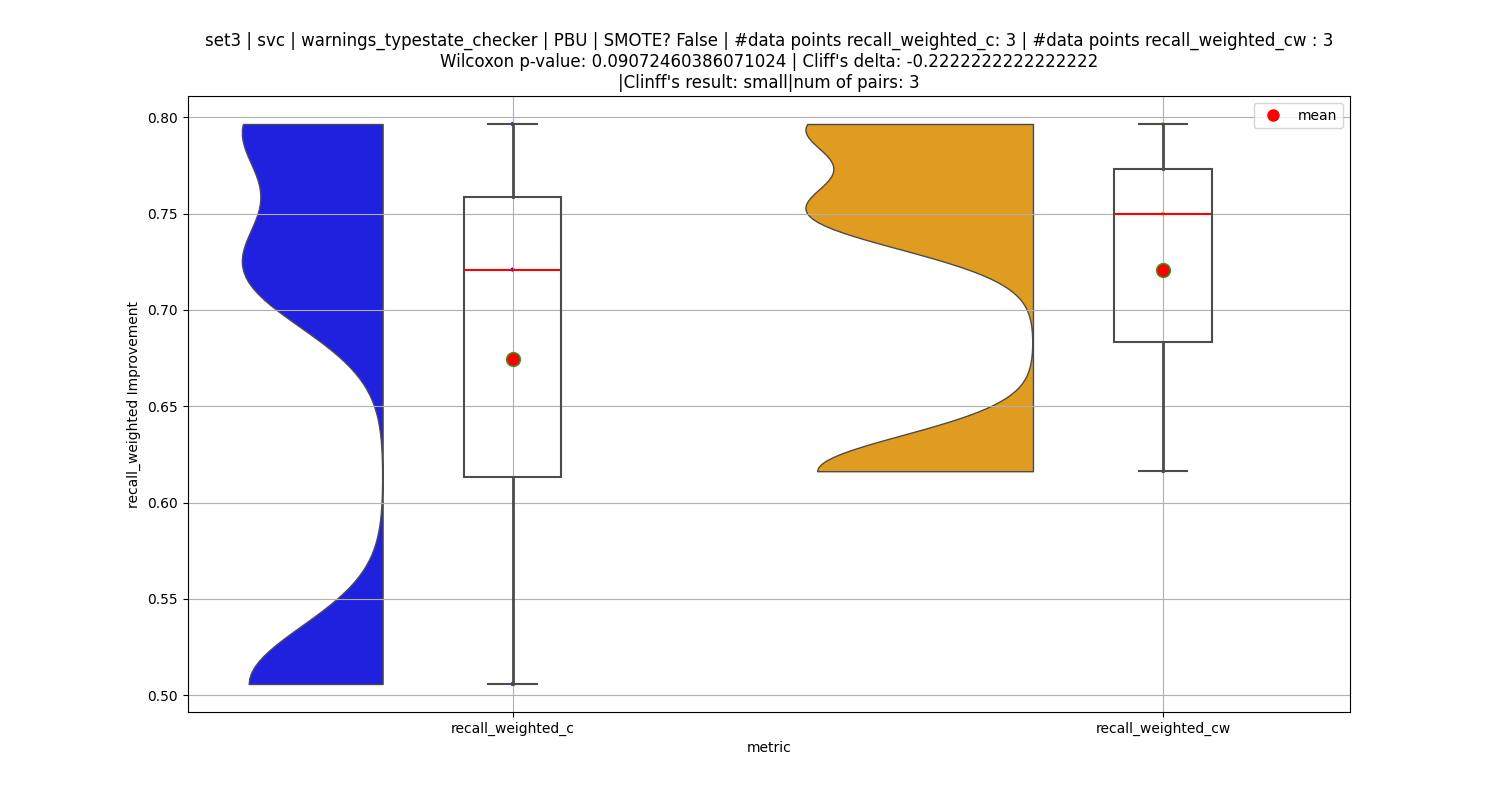 set3 | svc | warnings_typestate_checker | PBU | SMOTE? False | #data points recall_weighted_c: 3 | #data points recall_weighted_cw : 3
Wilcoxon p-value: 0.09072460386071024 | Cliff's delta: -0.2222222222222222
|Clinff's result: small|num of pairs: 3
mean
0.80
0.75
0.70
0.65
0.60
0.55
0.50
recall_weighted Improvement
recall_weighted_c
recall_weighted_cw
metric